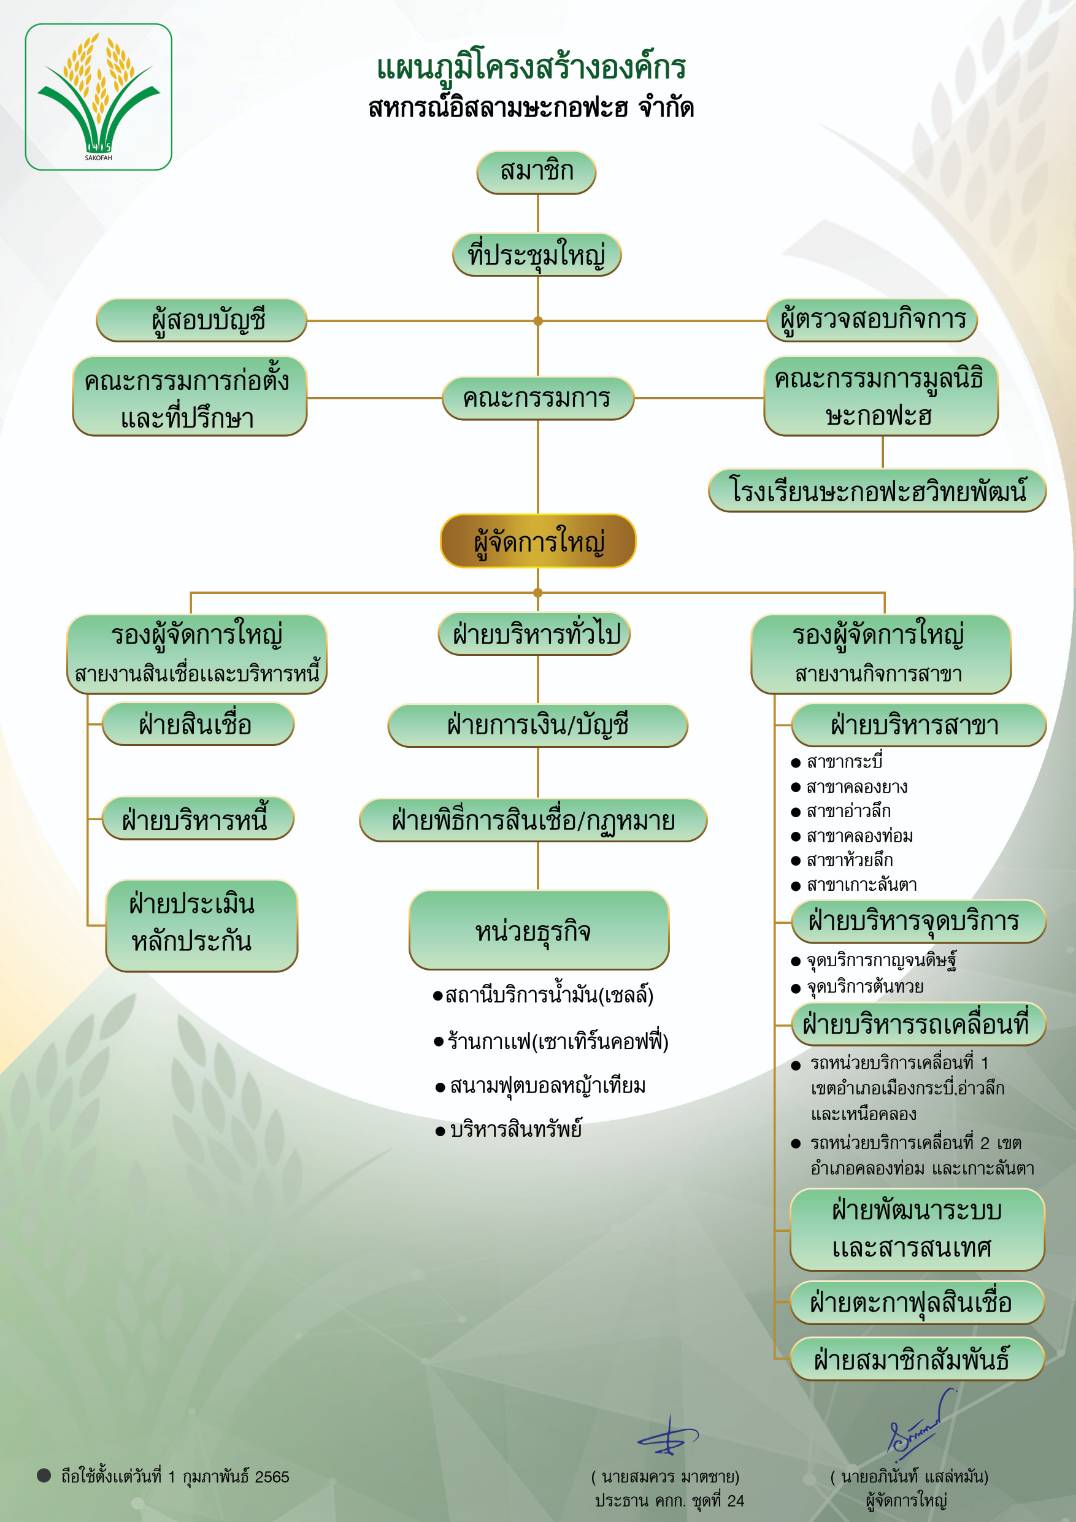 SAKOFAH
แผนภูมิโครงสร้างองค์กร
สหกรณ์อิสลามษะกอฟะฮ จำกัด
สมาชิก
ที่ประชุมใหญ่
ผู้สอบบัญชี
ผู้ตรวจสอบกิจการ
คณะกรรมการก่อตั้ง
และที่ปรึกษา
คณะกรรมการ
คณะกรรมการมูลนิธิ
ษะกอฟะฮ
โรงเรียนษะกอฟะฮวิทยพัฒน์
ผู้จัดการใหญ่
รองผู้จัดการใหญ่
สายงานสินเชื่อและบริหารหนี้
ฝ่ายสินเชื่อ
ฝ่ายบริหารหนี้
ฝ่ายประเมิน
หลักประกัน
ฝ่ายบริหารทั่วไป
ฝ่ายการเงิน/บัญชี
ฝ่ายพิธีการสินเชื่อ/กฏหมาย
หน่วยธุรกิจ
● สถานีบริการน้ำมัน(เชลล์)
● ร้านกาแฟ(เซาเทิร์นคอฟฟี่)
● สนามฟุตบอลหญ้าเทียม
● บริหารสินทรัพย์
รองผู้จัดการใหญ่
สายงานกิจการสาขา
ฝ่ายบริหารสาขา
● สาขากระบี่
● สาขาคลองยาง
● สาขาอ่าวลึก
● สาขาคลองท่อม
● สาขาห้วยลึก
● สาขาเกาะลันตา
ฝ่ายบริหารจุดบริการ
● จุดบริการกาญจนดิษฐ์
● จุดบริการต้นทวย
ฝ่ายบริหารรถเคลื่อนที่
● รถหน่วยบริการเคลื่อนที่ 1
เขตอำเภอเมืองกระบี่,อ่าวลึก
และเหนือคลอง
● รถหน่วยบริการเคลื่อนที่ 2 เขต
อำเภอคลองท่อม และเกาะลันตา
ฝ่ายพัฒนาระบบ
และสารสนเทศ
ฝ่ายตะกาฟุลสินเชื่อ
ฝ่ายสมาชิกสัมพันธ์
● ถือใช้ตั้งแต่วันที่ 1 กุมภาพันธ์ 2565
( นายสมควร มาตชาย)
ประธาน คกก. ชุดที่ 24
( นายอภินันท์ แสล่หมัน)
ผู้จัดการใหญ่